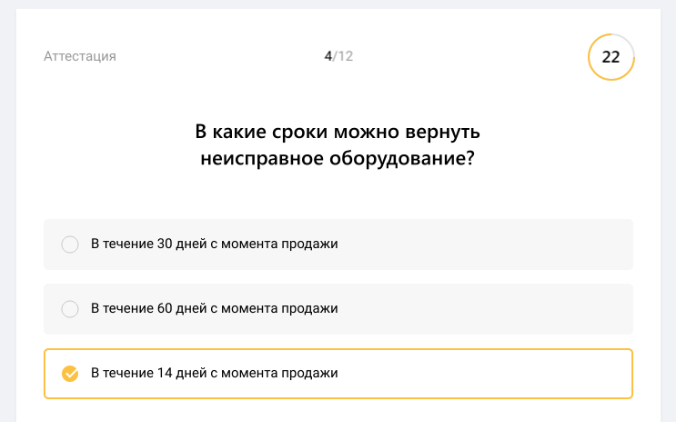 Аттестация
4/12
22
В какие сроки можно вернуть
неисправное оборудование?
В течение 30 дней с момента продажи
В течение 60 дней с момента продажи
В течение 14 дней с момента продажи